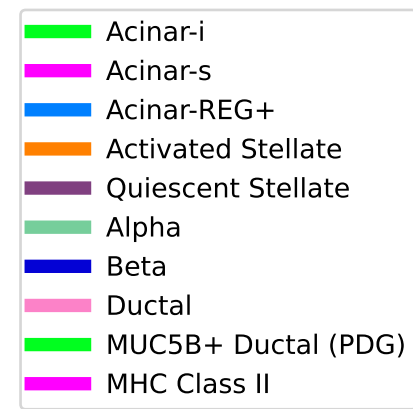 Acinar-i
Acinar-s
Acinar-REG+
Activated Stellate
Quiescent Stellate
Alpha
Beta
Ductal
MUC5B+ Ductal (PDG)
MHC Class II